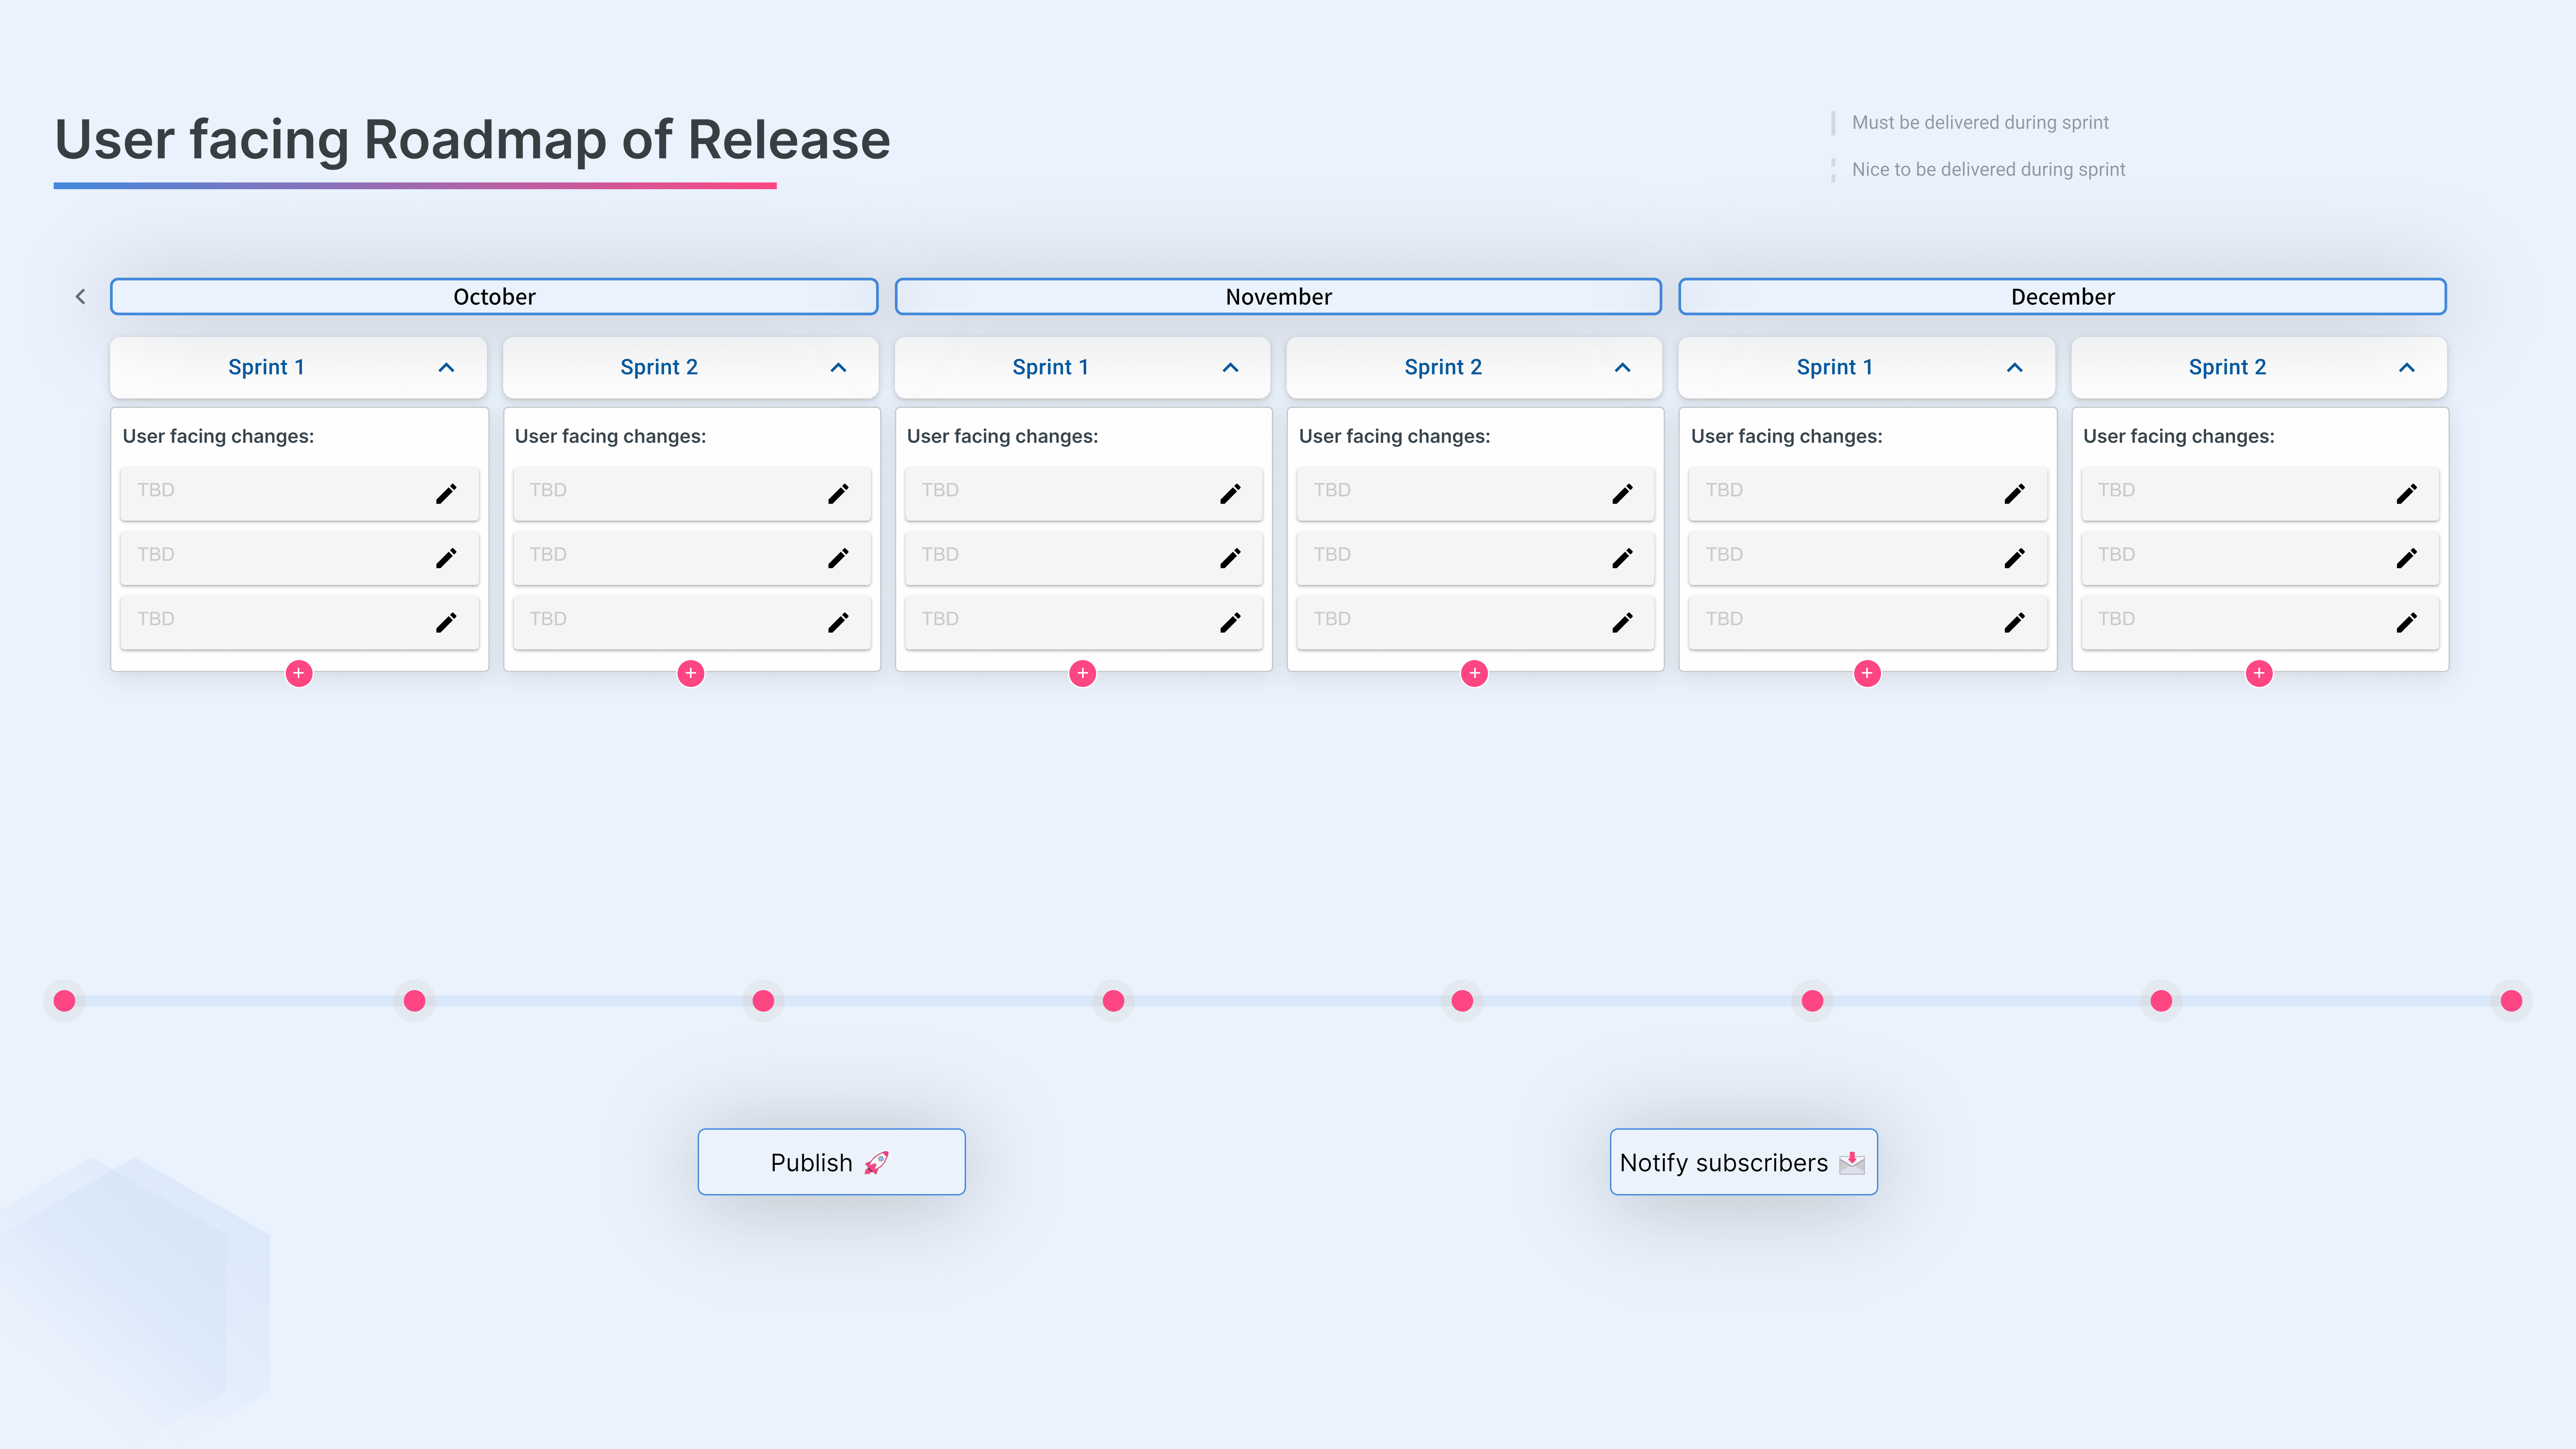 User facing Roadmap of Release
Must be delivered during sprint
Nice to be delivered during sprint
October
November
December
Sprint 1
Sprint 2
Sprint 1
Sprint 2
Sprint 1
Sprint 2
User facing changes:
TBD
TBD
TBD
User facing changes:
TBD
TBD
TBD
User facing changes:
TBD
TBD
TBD
User facing changes:
TBD
TBD
TBD
User facing changes:
TBD
TBD
TBD
User facing changes:
TBD
TBD
TBD
Publish 🚀
Notify subscribers 📩